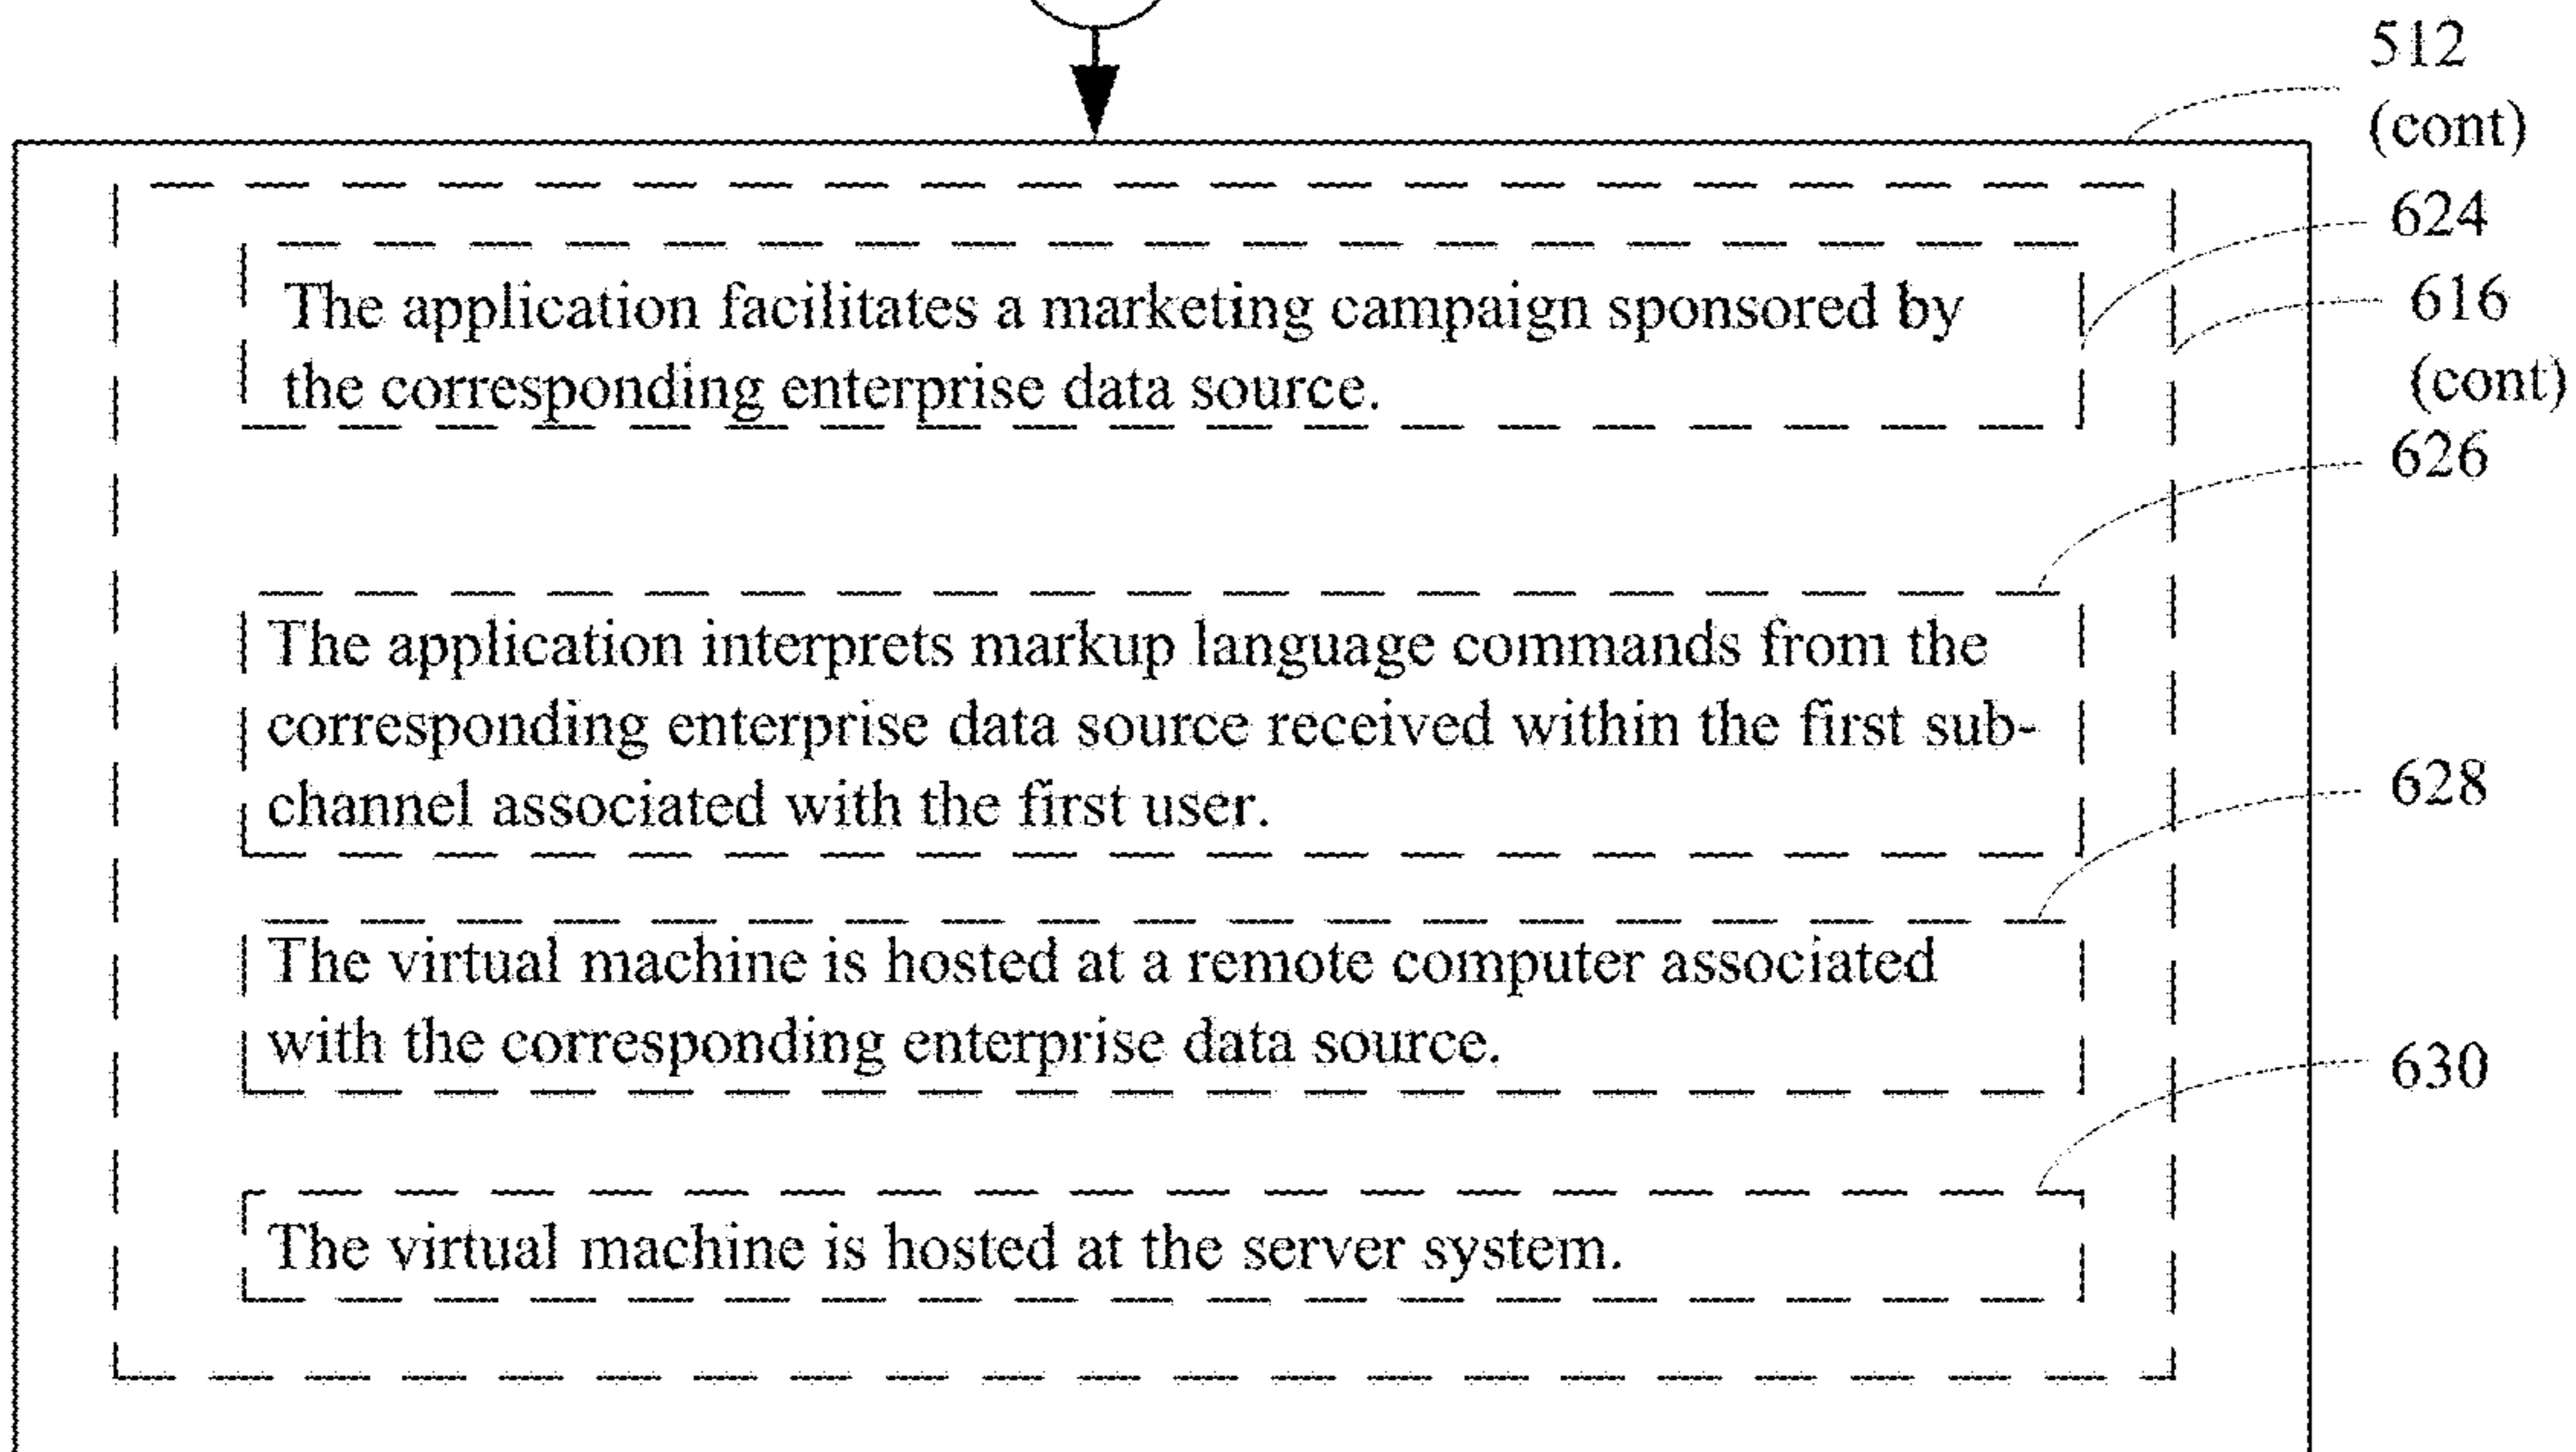 512
(cont)
624
The application facilitates a marketing campaign sponsored by
the corresponding enterprise data source.
616
(cont)
626
The application interprets markup language commands from the
corresponding enterprise data source received within the first sub-
channel associated with the first user.
628
The virtual machine is hosted at a remote computer associated
with the corresponding enterprise data source.
630
The virtual machine is hosted at the server system.